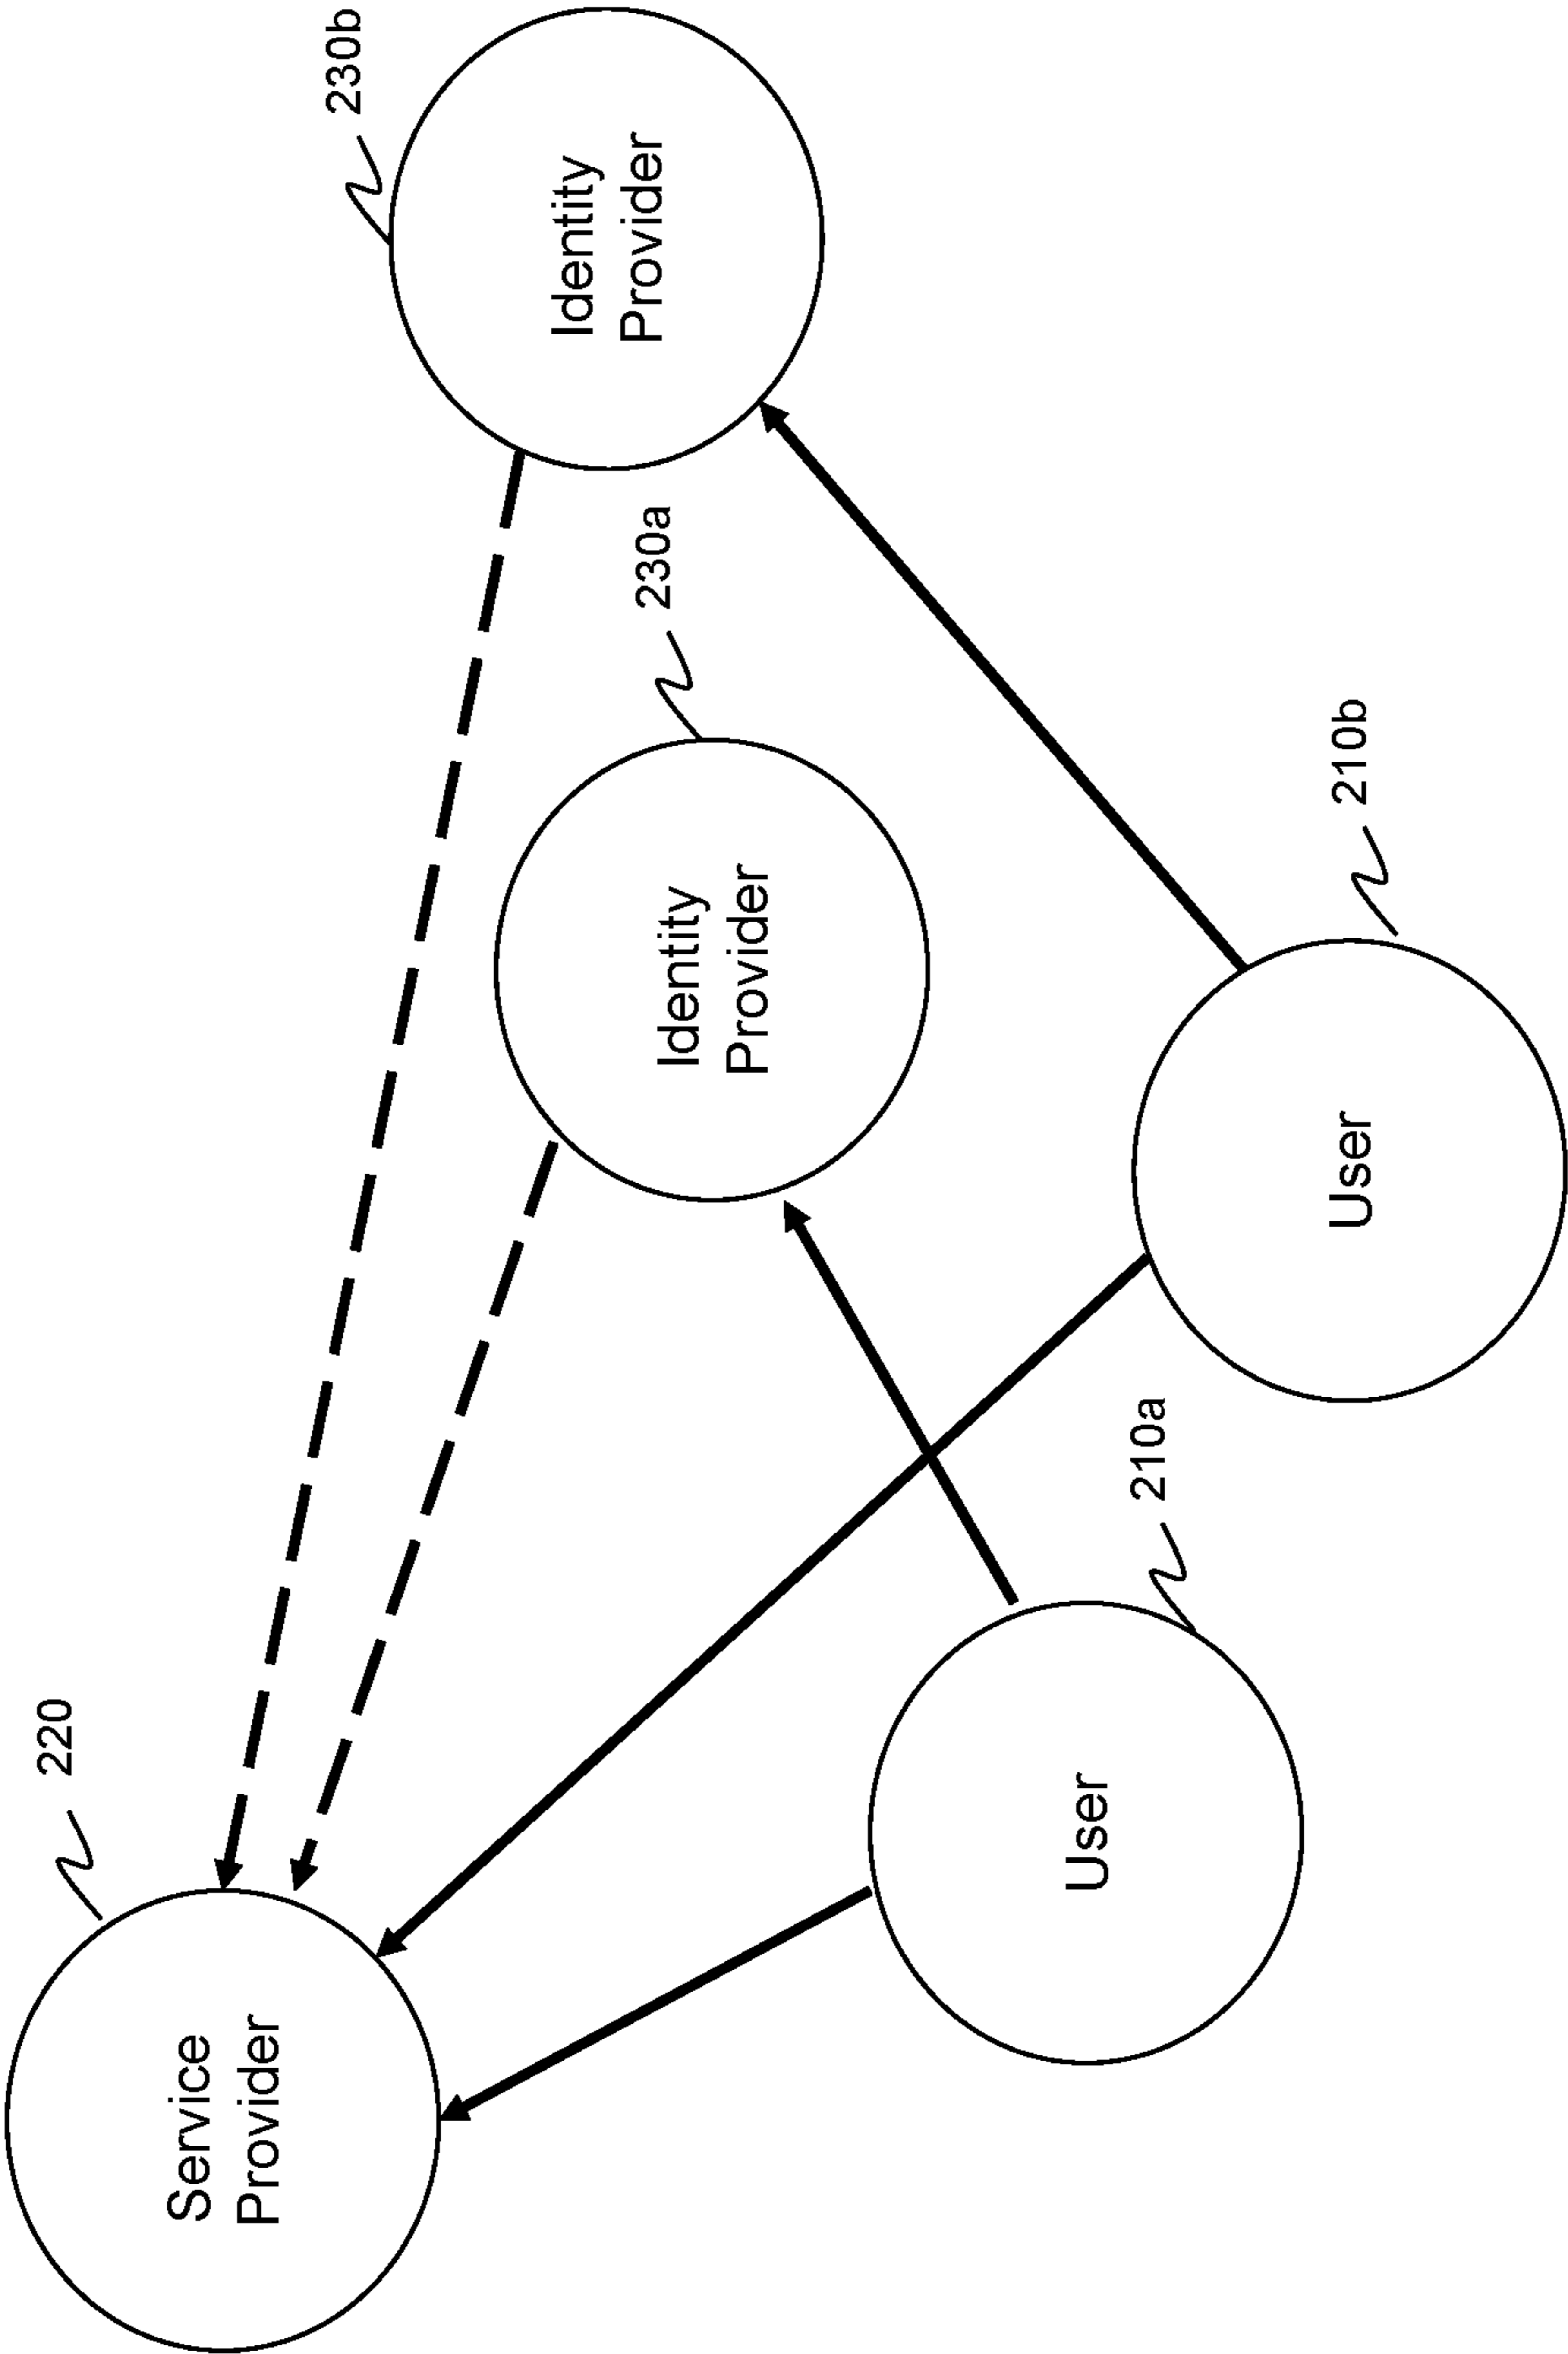 220
Service
Provider
230a
Identity
Provider
230b
Identity
Provider
210a
User
210b
User